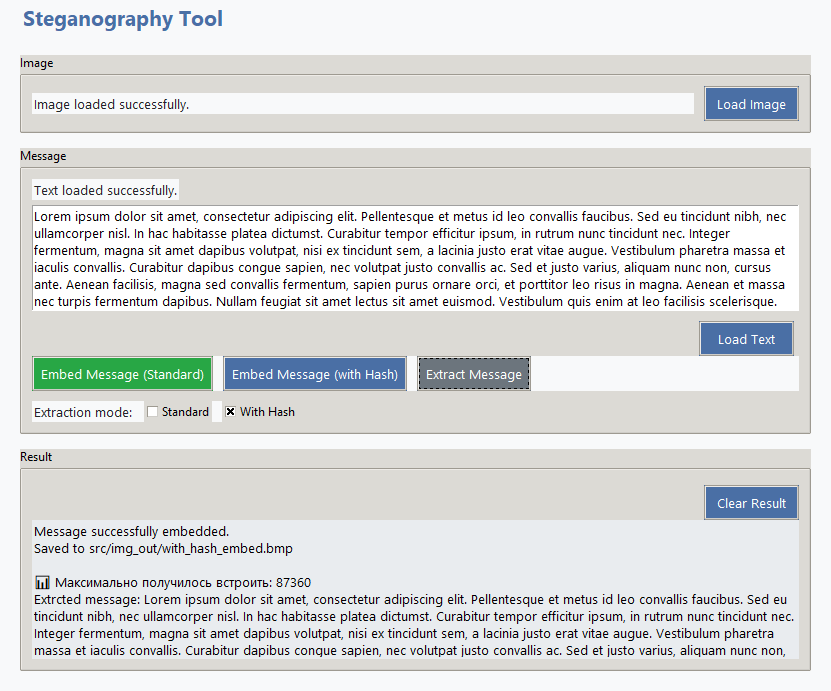 Steganography Tool
Image
Image loaded successfully.
Load Image
Message
Text loaded successfully.
Lorem ipsum dolor sit amet, consectetur adipiscing elit. Pellentesque et metus id leo convallis faucibus. Sed eu tincidunt nibh, nec
ullamcorper nisl. In hac habitasse platea dictumst. Curabitur tempor efficitur ipsum, in rutrum nunc tincidunt nec. Integer
fermentum, magna sit amet dapibus volutpat, nisi ex tincidunt sem, a lacinia justo erat vitae augue. Vestibulum pharetra massa et
iaculis convallis. Curabitur dapibus congue sapien, nec volutpat justo convallis ac. Sed et justo varius, aliquam nunc non, cursus
ante. Aenean facilisis, magna sed convallis fermentum, sapien purus ornare orci, et porttitor leo risus in magna. Aenean et massa
nec turpis fermentum dapibus. Nullam feugiat sit amet lectus sit amet euismod. Vestibulum quis enim at leo facilisis scelerisque.
Load Text
Embed Message (Standard)
Embed Message (with Hash)
Extract Message
Extraction mode:
Standard
With Hash
Result
Clear Result
Message successfully embedded.
Saved to src/img_out/with_hash_embed.bmp
📊 Максимально получилось встроить: 87360
Extrcted message: Lorem ipsum dolor sit amet, consectetur adipiscing elit. Pellentesque et metus id leo convallis faucibus. Sed eu
tincidunt nibh, nec ullamcorper nisl. In hac habitasse platea dictumst. Curabitur tempor efficitur ipsum, in rutrum nunc tincidunt nec.
Integer fermentum, magna sit amet dapibus volutpat, nisi ex tincidunt sem, a lacinia justo erat vitae augue. Vestibulum pharetra
massa et iaculis convallis. Curabitur dapibus congue sapien, nec volutpat justo convallis ac. Sed et justo varius, aliquam nunc non,